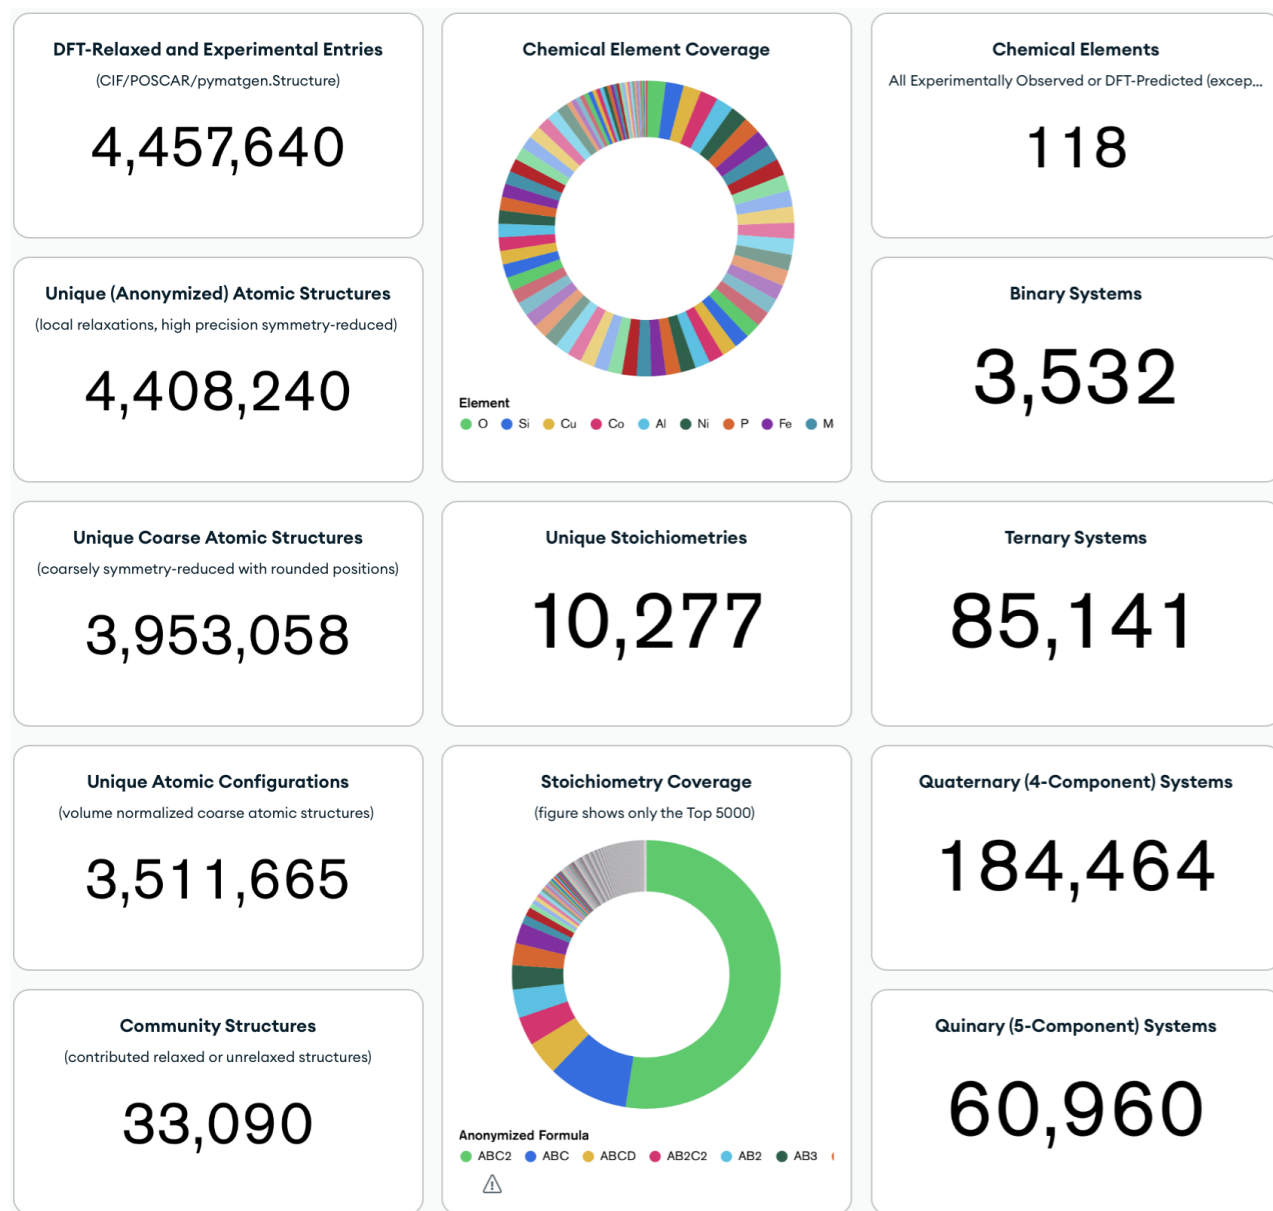 DFT-Relaxed and Experimental Entries
(CIF/POSCAR/pymatgen.Structure)
4,457,640
Chemical Element Coverage
Element
O Si Cu Co Al Ni P Fe M
Chemical Elements
All Experimentally Observed or DFT-Predicted (excep...
118
Unique (Anonymized) Atomic Structures
(local relaxations, high precision symmetry-reduced)
4,408,240
Binary Systems
3,532
Unique Coarse Atomic Structures
(coarsely symmetry-reduced with rounded positions)
3,953,058
Unique Stoichiometries
10,277
Ternary Systems
85,141
Unique Atomic Configurations
(volume normalized coarse atomic structures)
3,511,665
Stoichiometry Coverage
(figure shows only the Top 5000)
Anonymized Formula
ABC2 ABC ABCD AB2C2 AB2 AB3
Quaternary (4-Component) Systems
184,464
Community Structures
(contributed relaxed or unrelaxed structures)
33,090
Quinary (5-Component) Systems
60,960